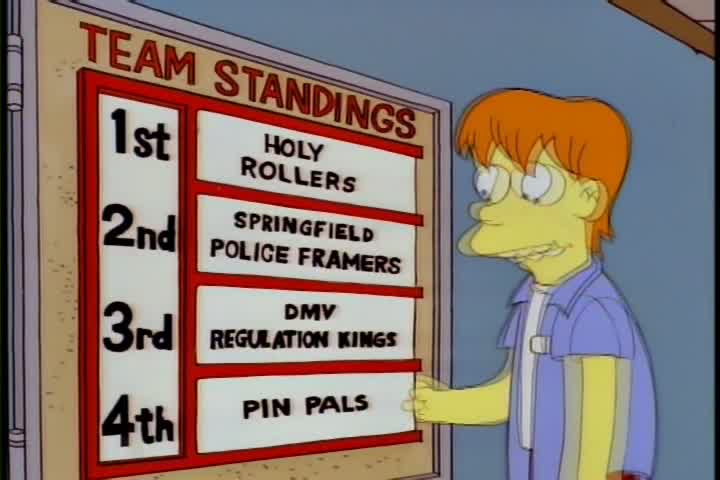 TEAM STANDINGS
1st
HOLY
ROLLERS
2nd
SPRINGFIELD
POLICE FRAMERS
3rd
DMV
REGULATION KINGS
4th
PIN PALS